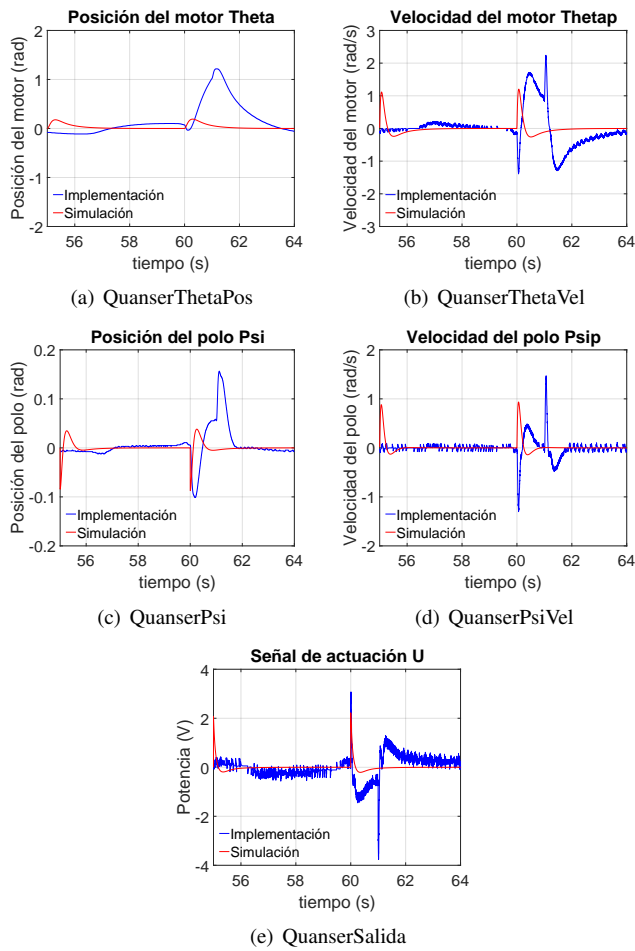 Posición del motor Theta
2
1
0
-1
-2
Posición del motor (rad)
Implementación
Simulación
56 58 60 62 64
tiempo (s)
(a) QuanserThetaPos
Velocidad del motor Thetap
3
2
1
0
-1
-2
-3
Velocidad del motor (rad/s)
Implementación
Simulación
56 58 60 62 64
tiempo (s)
(b) QuanserThetaVel
Posición del polo Psi
0.2
0.1
0
-0.1
-0.2
Posición del polo (rad)
Implementación
Simulación
56 58 60 62 64
tiempo (s)
(c) QuanserPsi
Velocidad del polo Psip
2
1
0
-1
-2
Velocidad del polo (rad/s)
Implementación
Simulación
56 58 60 62 64
tiempo (s)
(d) QuanserPsiVel
Señal de actuación U
4
2
0
-2
-4
Potencia (V)
Implementación
Simulación
56 58 60 62 64
tiempo (s)
(e) QuanserSalida